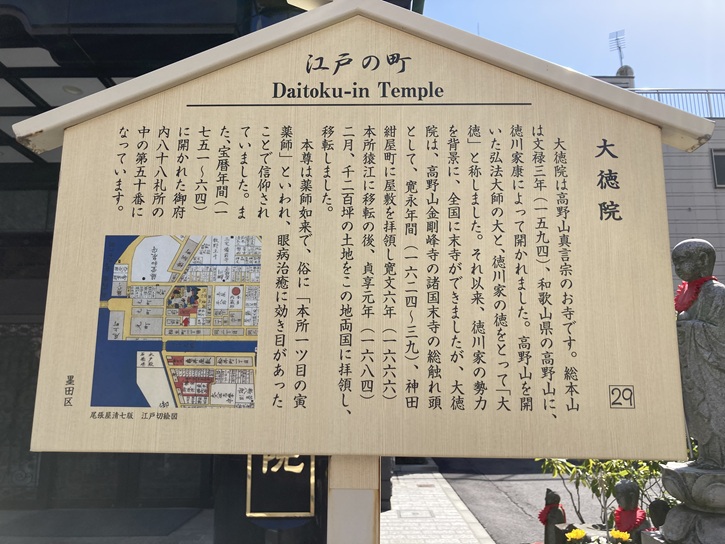 江戸の町
Daitoku-in Temple
大徳院
大徳院は高野山真言宗のお寺です。総本山
は文禄三年（一五九四）、和歌山県の高野山に、
徳川家康によって開かれました。高野山を開
いた弘法大師の大と、徳川家の徳をとって「大
徳」と称しました。それ以来、徳川家の勢力
を背景に、全国に末寺ができましたが、大徳
院は、高野山金剛峰寺の諸国末寺の総触れ頭
として、寛永年間（一六二四〜三九）、神田
紺屋町に屋敷を拝領し寛文六年（一六六六）
本所猿江に移転の後、貞享元年（一六八四）
二月、千二百坪の土地をこの地両国に拝領し、
移転しました。
本尊は薬師如来で、俗に「本所一ツ目の寅
薬師」といわれ、眼病治癒に効き目があった
ことで信仰され
ていました。ま
た、宝暦年間（一
七五一〜六四）
に開かれた御府
内八十八札所の
中の第五十番に
なっています。
29
尾張屋清七版 江戸切絵図
墨田区
院